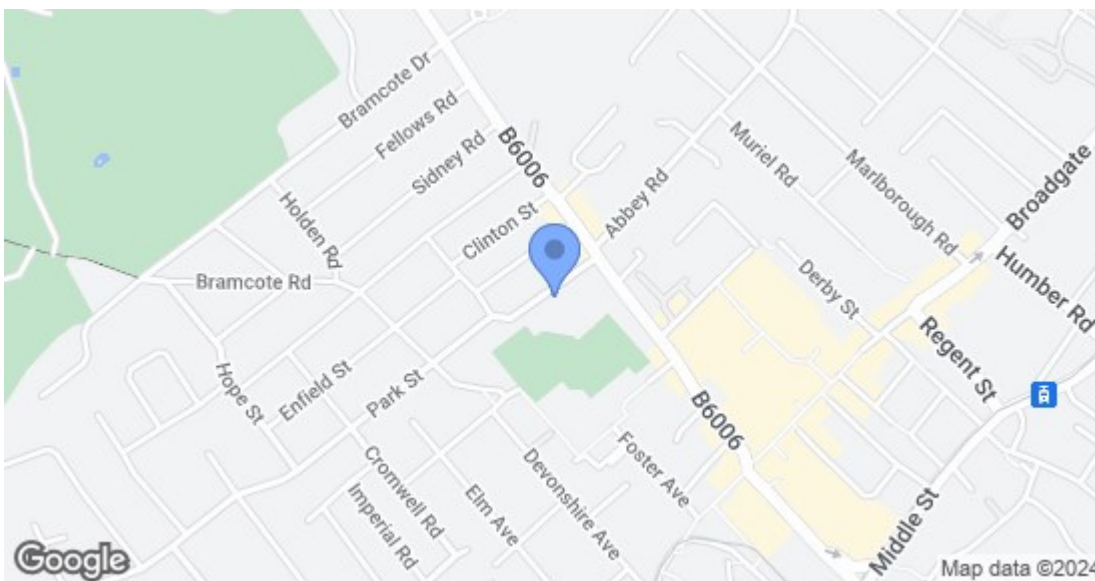 Bramcote Dr
Fellows Rd
Sidney Rd
B6006
Muriel Rd
Marlborough Rd
Broadgate
Holden Rd
Clinton St
Abbey Rd
Humber Rd
Bramcote Rd
Derby St
Regent St
Hope St
Enfield St
Park St
B6006
Cromwell Rd
Imperial Rd
Elm Ave
Devonshire Ave
Foster Ave
Middle St
Google
Map data ©2024